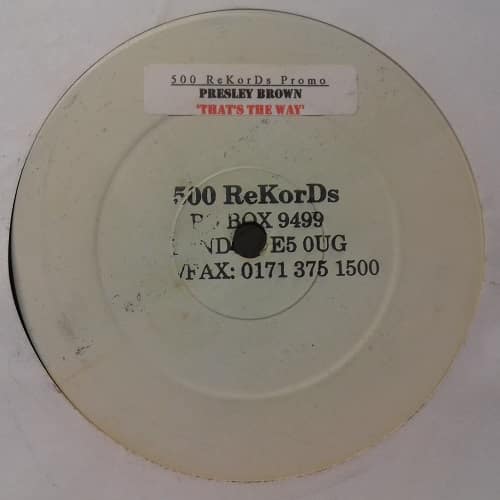 500 ReKorDs Promo
PRESLEY BROWN
'THAT'S THE WAY'
500 ReKorDs
BOX 9499
E5 0UG
/FAX: 0171 375 1500